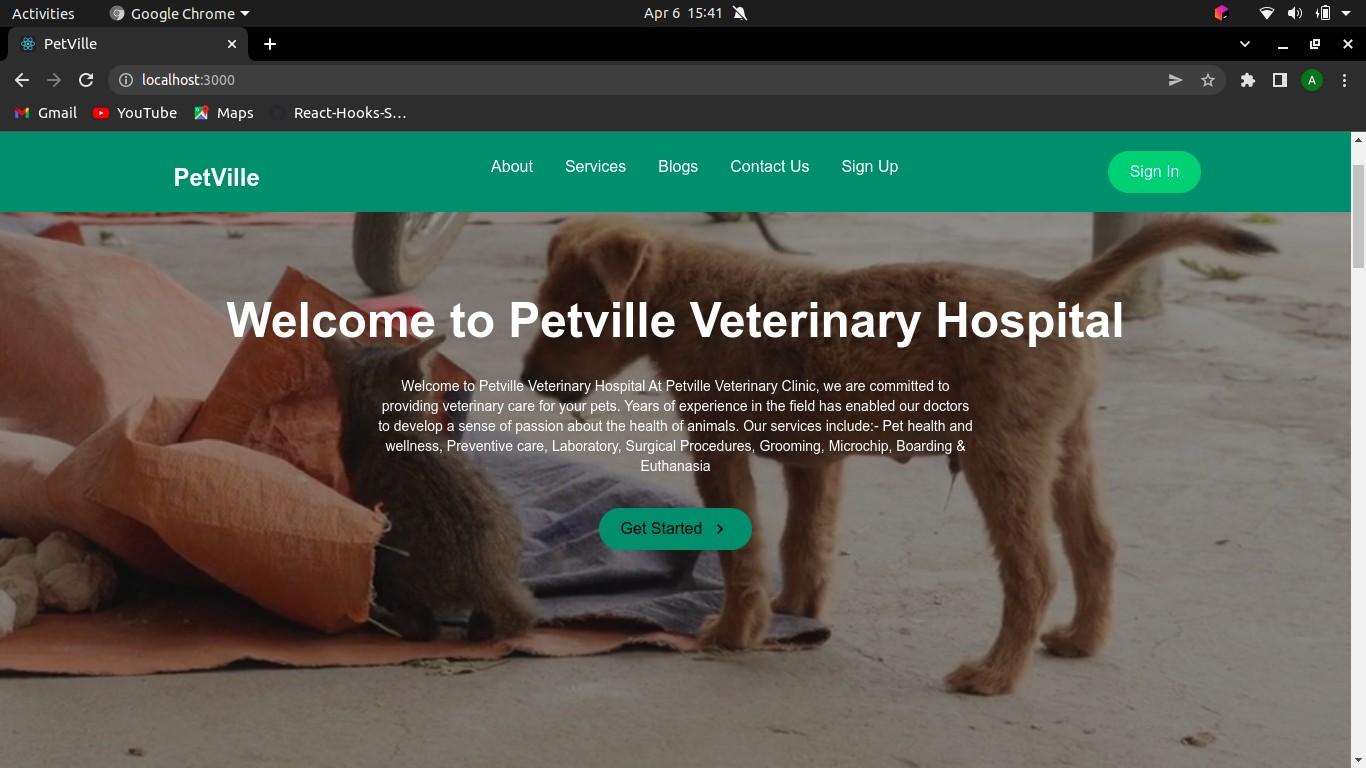 Activities Google Chrome Apr 6 15:41
PetVille
localhost:3000 A
Gmail YouTube Maps React-Hooks-S...
PetVille About Services Blogs Contact Us Sign Up Sign In
Welcome to Petville Veterinary Hospital
Welcome to Petville Veterinary Hospital At Petville Veterinary Clinic, we are committed to
providing veterinary care for your pets. Years of experience in the field has enabled our doctors
to develop a sense of passion about the health of animals. Our services include:- Pet health and
wellness, Preventive care, Laboratory, Surgical Procedures, Grooming, Microchip, Boarding &
Euthanasia
Get Started